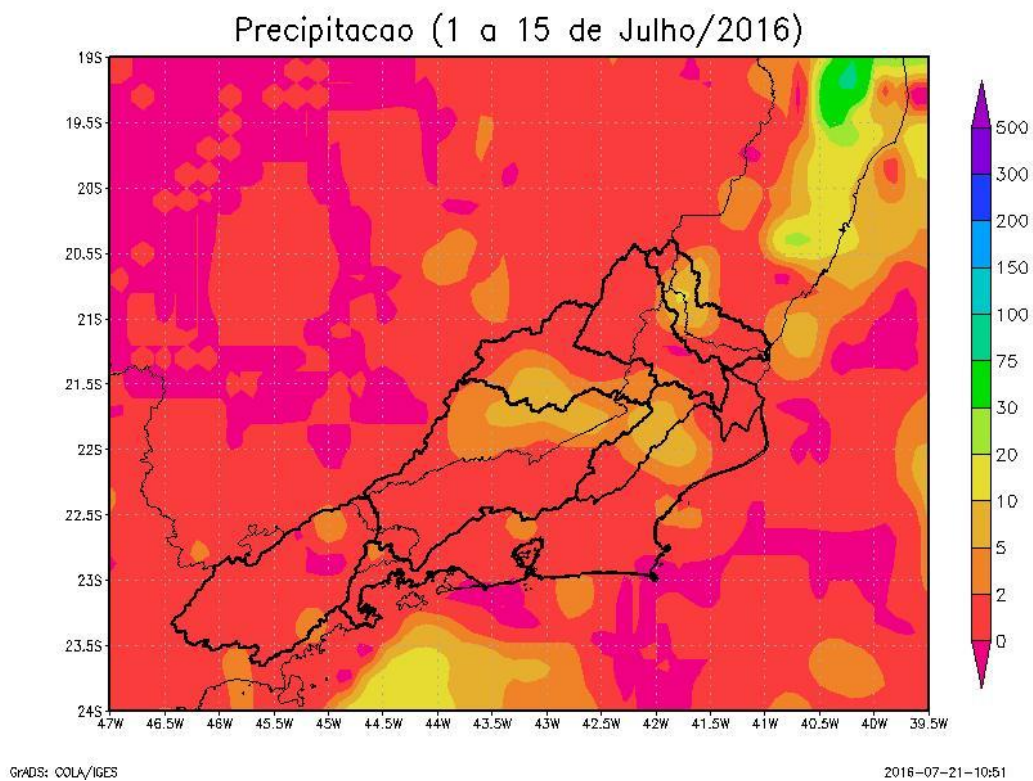 Precipitacao (1 a 15 de Julho/2016)
19S
19.5S
20S
20.5S
21S
21.5S
22S
22.5S
23S
23.5S
24S
47W 46.5W 46W 45.5W 45W 44.5W 44W 43.5W 43W 42.5W 42W 41.5W 41W 40.5W 40W 39.5W
500
300
200
150
100
75
30
20
10
5
2
0
GrADS: COLA/IGES 2016-07-21-10:51